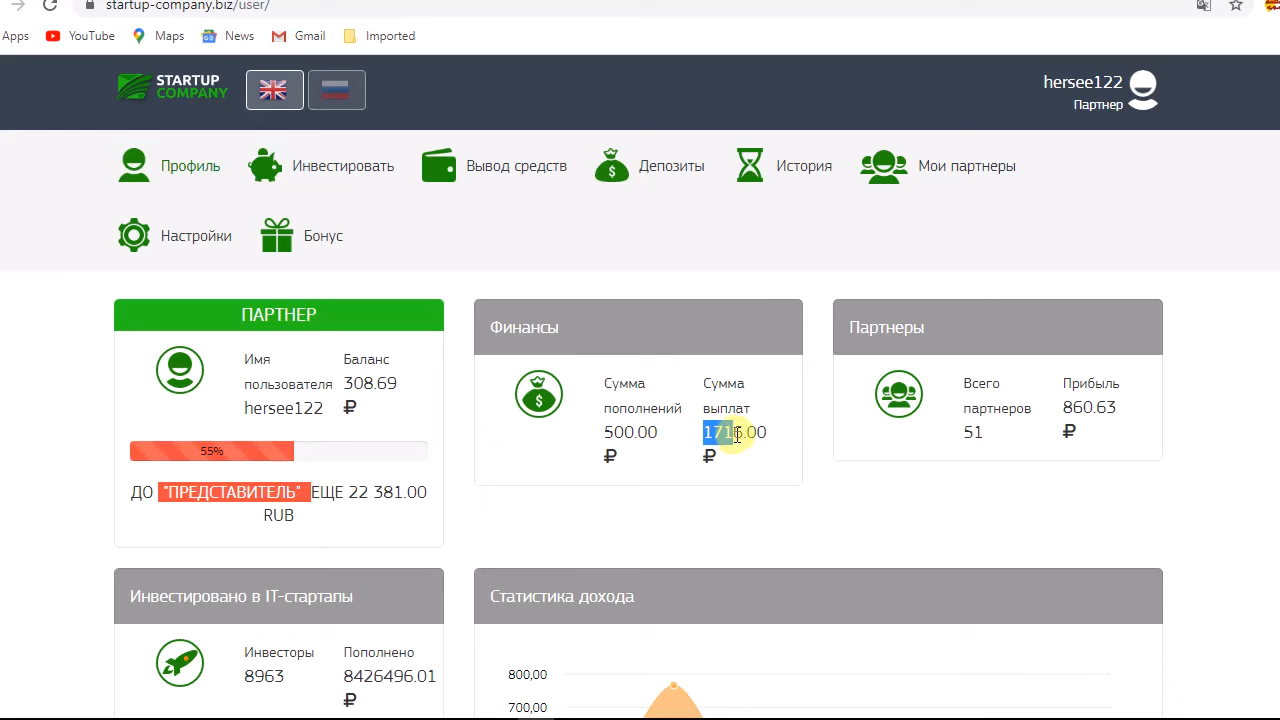 startup-company.biz/user/
Apps YouTube Maps News Gmail Imported
STARTUP
COMPANY
hersee122
Партнер
Профиль Инвестировать Вывод средств Депозиты История Мои партнеры
Настройки Бонус
ПАРТНЕР
Имя
пользователя
hersee122
Баланс
308.69
₽
55%
ДО "ПРЕДСТАВИТЕЛЬ" ЕЩЕ 22 381.00
RUB
Финансы
Сумма
пополнений
500.00
₽
Сумма
выплат
1716.00
₽
Партнеры
Всего
партнеров
51
Прибыль
860.63
₽
Инвестировано в IT-стартапы
Инвесторы
8963
Пополнено
8426496.01
₽
Статистика дохода
800,00
700,00